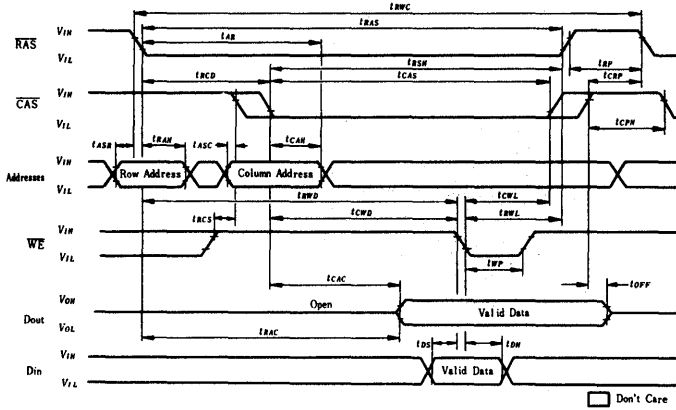 tRWC
tRAS
tAR
RAS VIH
VIL
tRSH
tRP
tRCD
tCAS
tCRP
CAS VIH
VIL
tCPN
tASR tRAH tASC tCAH
Addresses VIH
VIL
Row Address Column Address
tRWD tCWL
tRCS tCWD tRWL
WE VIH
VIL
tWP
tCAC tOFF
Dout VOH
VOL
Open Valid Data
tRAC
tDS tDH
Din VIH
VIL
Valid Data
Don't Care